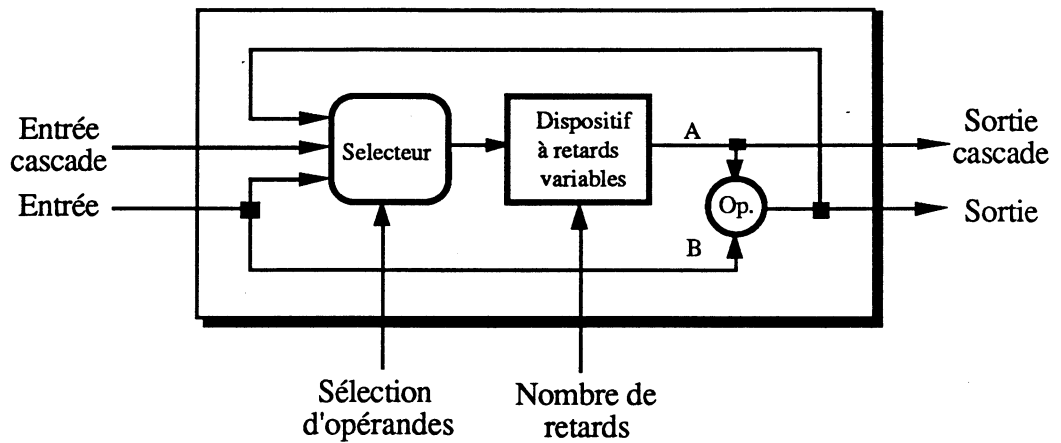 Entrée
cascade
Entrée
Selecteur
Dispositif
à retards
variables
A
B
Op.
Sortie
cascade
Sortie
Sélection
d'opérandes
Nombre de
retards